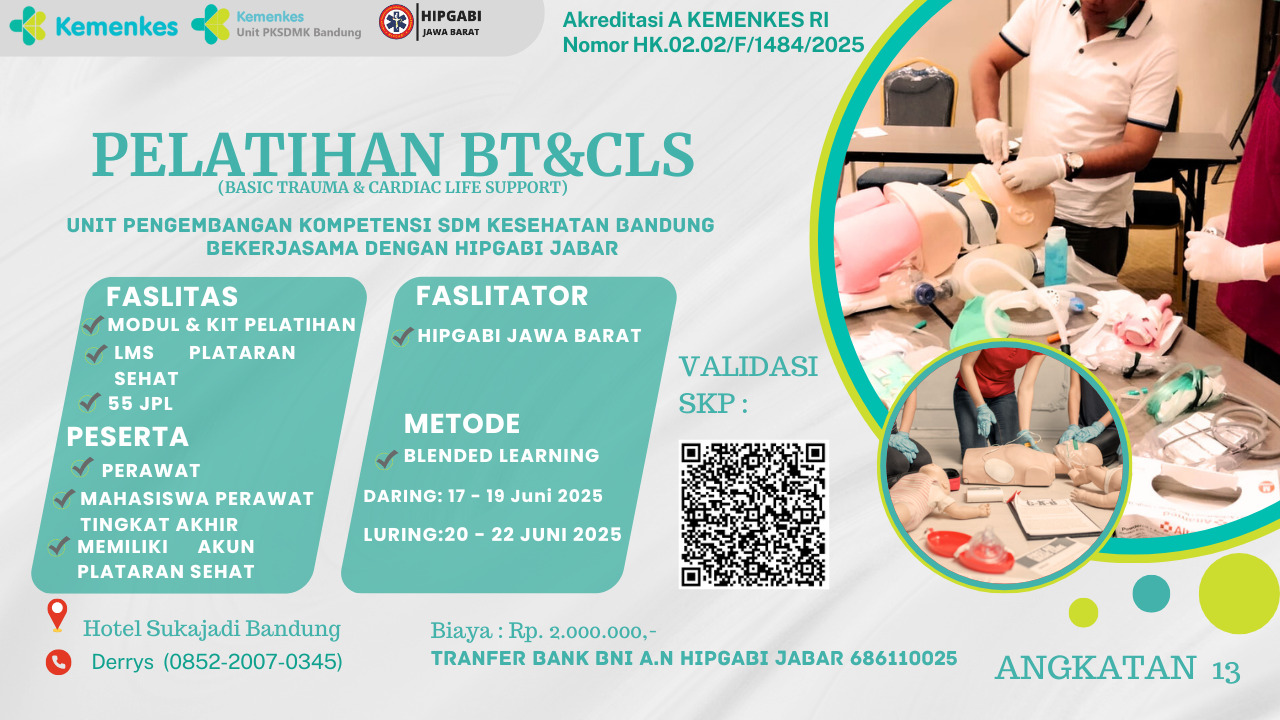 Kemenkes
Kemenkes
Unit PKSDMK Bandung
HIPGABI
JAWA BARAT
Akreditasi A KEMENKES RI
Nomor HK.02.02/F/1484/2025
PELATIHAN BT&CLS
(BASIC TRAUMA & CARDIAC LIFE SUPPORT)
UNIT PENGEMBANGAN KOMPETENSI SDM KESEHATAN BANDUNG
BEKERJASAMA DENGAN HIPGABI JABAR
FASLITAS
MODUL & KIT PELATIHAN
LMS PLATARAN
SEHAT
55 JPL
PESERTA
PERAWAT
MAHASISWA PERAWAT
TINGKAT AKHIR
MEMILIKI AKUN
PLATARAN SEHAT
FASLITATOR
HIPGABI JAWA BARAT
METODE
BLENDED LEARNING
DARING: 17 - 19 Juni 2025
LURING:20 - 22 JUNI 2025
VALIDASI
SKP :
Hotel Sukajadi Bandung
Derrys (0852-2007-0345)
Biaya : Rp. 2.000.000,-
TRANFER BANK BNI A.N HIPGABI JABAR 686110025
ANGKATAN 13